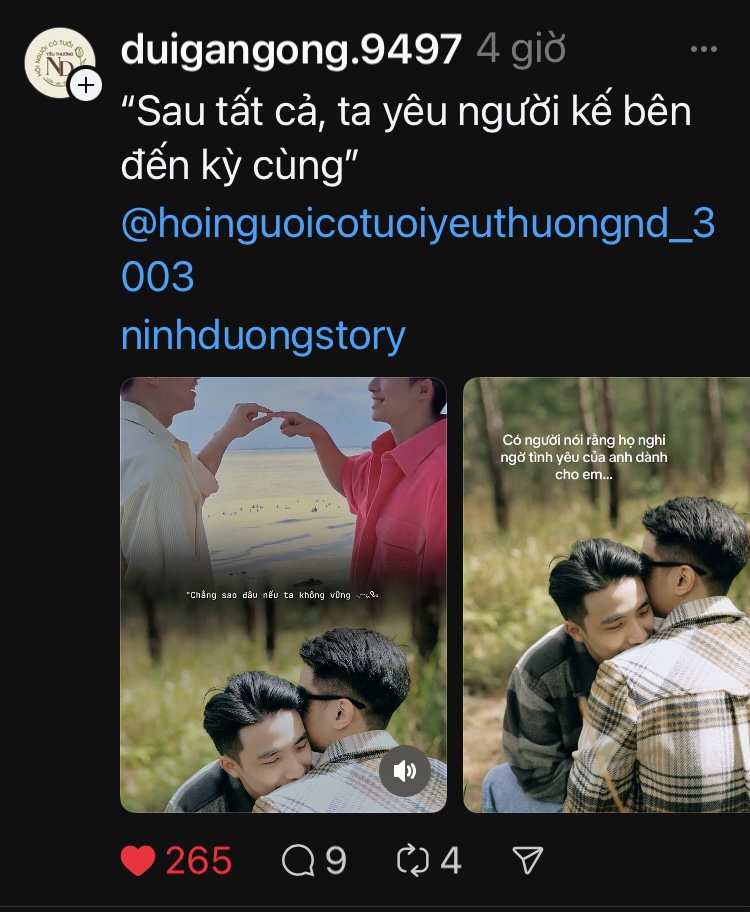 HỘI NGƯỜI CÓ TUỔI
YÊU THƯƠNG
ND
duigangong.9497 4 giờ
“Sau tất cả, ta yêu người kế bên
đến kỳ cùng”
@hoinguoicotuoiyeuthuongnd_3
003
ninhduongstory
"Chẳng sao đâu nếu ta không vững
Có người nói rằng họ nghi
ngờ tình yêu của anh dành
cho em...
265 9 4